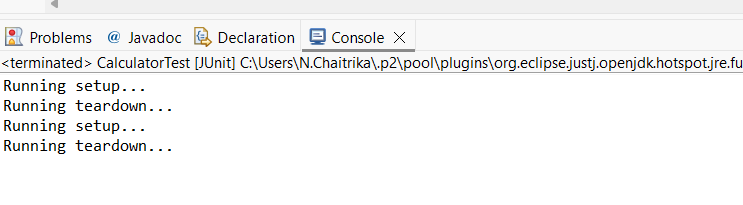 Problems @ Javadoc Declaration Console
<terminated> CalculatorTest [JUnit] C:\Users\N.Chaitrika\.p2\pool\plugins\org.eclipse.justj.openjdk.hotspot.jre.fu
Running setup...
Running teardown...
Running setup...
Running teardown...